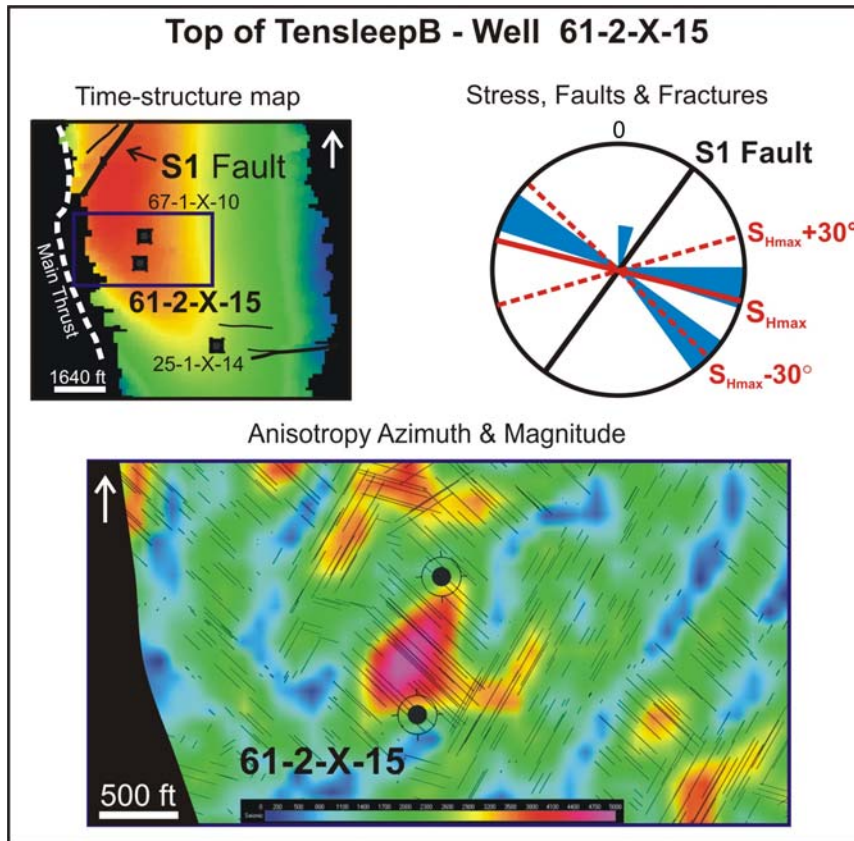 Top of TensleepB - Well 61-2-X-15
Time-structure map
S1 Fault
67-1-X-10
61-2-X-15
Main Thrust
25-1-X-14
1640 ft
Stress, Faults & Fractures
0
S1 Fault
SHmax+30°
SHmax
SHmax-30°
Anisotropy Azimuth & Magnitude
61-2-X-15
500 ft